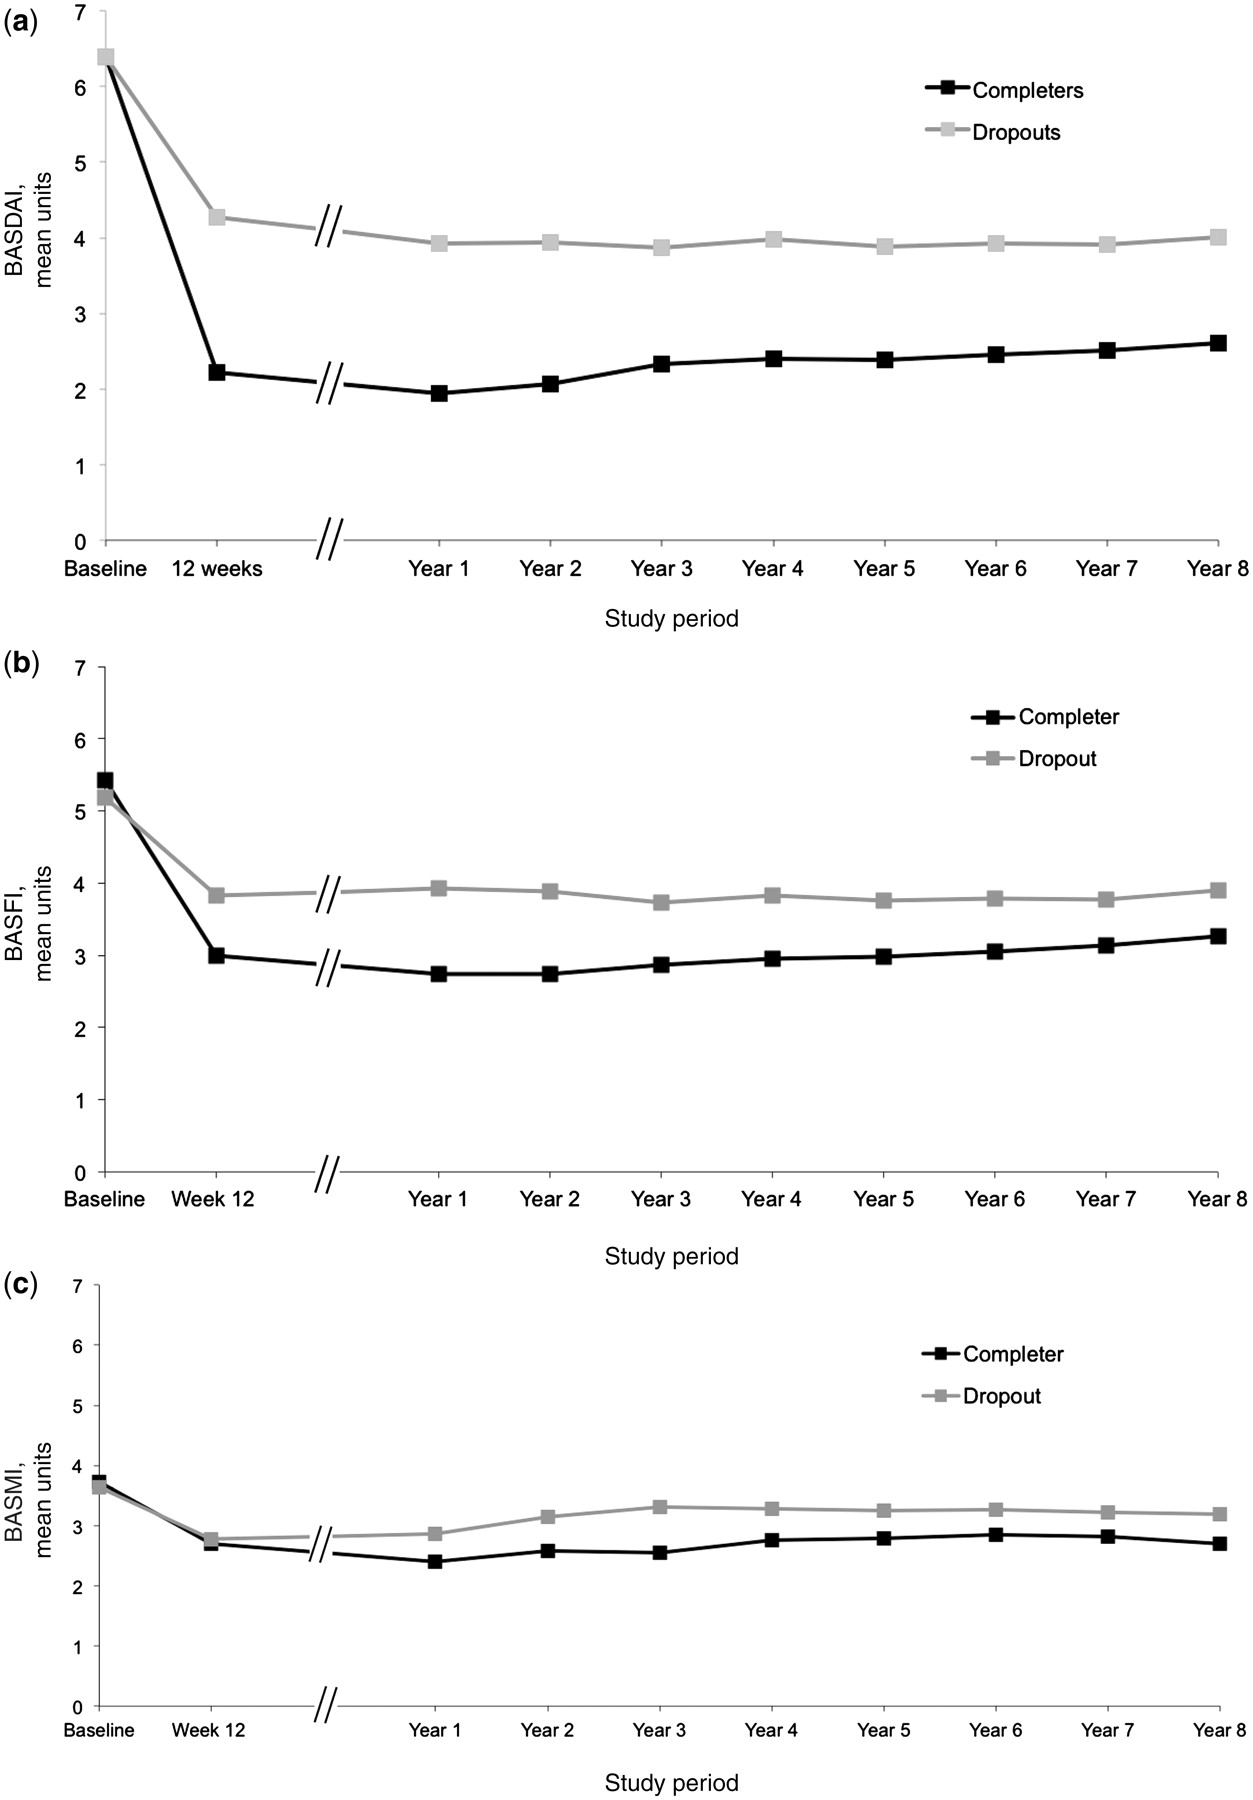 (a)
7
6
5
4
3
2
1
0
BASDAI,
mean units
Completers
Dropouts
Baseline 12 weeks Year 1 Year 2 Year 3 Year 4 Year 5 Year 6 Year 7 Year 8
Study period
(b)
7
6
5
4
3
2
1
0
BASFI,
mean units
Completer
Dropout
Baseline Week 12 Year 1 Year 2 Year 3 Year 4 Year 5 Year 6 Year 7 Year 8
Study period
(c)
7
6
5
4
3
2
1
0
BASMI,
mean units
Completer
Dropout
Baseline Week 12 Year 1 Year 2 Year 3 Year 4 Year 5 Year 6 Year 7 Year 8
Study period